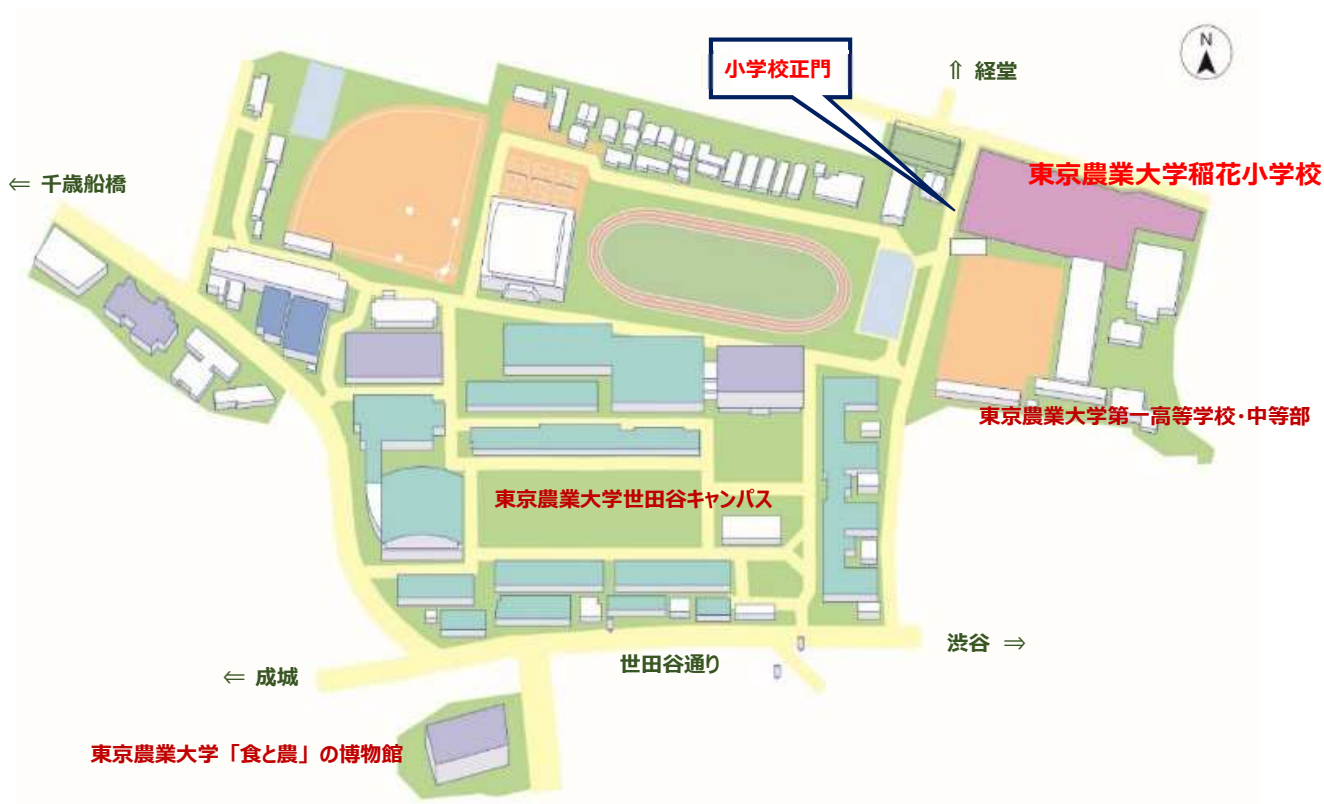 N
小学校正門
⇑ 経堂
東京農業大学稲花小学校
⇐ 千歳船橋
東京農業大学第一高等学校・中等部
東京農業大学世田谷キャンパス
渋谷 ⇒
世田谷通り
⇐ 成城
東京農業大学「食と農」の博物館